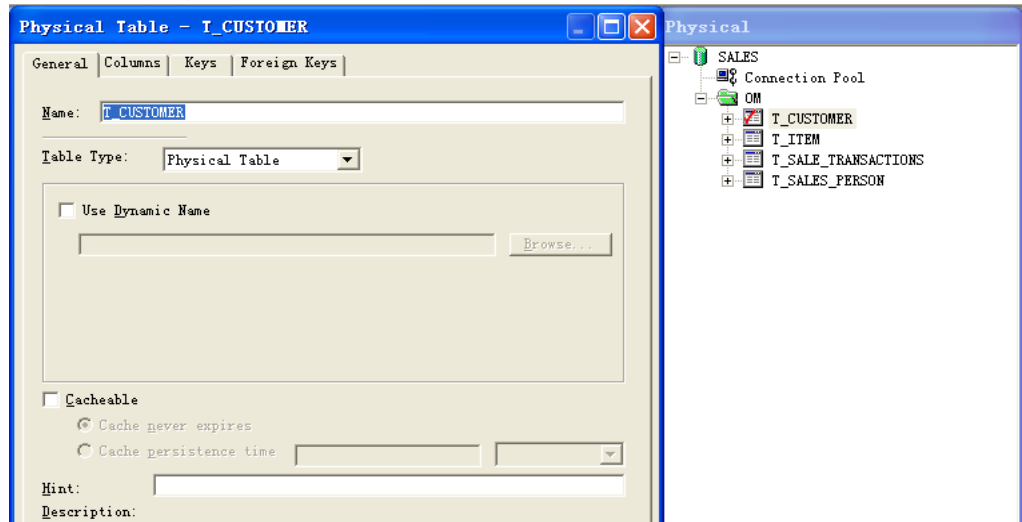 Physical Table - T_CUSTOMER
General Columns Keys Foreign Keys
Name: T_CUSTOMER
Table Type: Physical Table
Use Dynamic Name
Browse...
Cacheable
Cache never expires
Cache persistence time
Hint:
Description:
Physical
SALES
Connection Pool
OM
T_CUSTOMER
T_ITEM
T_SALE_TRANSACTIONS
T_SALES_PERSON